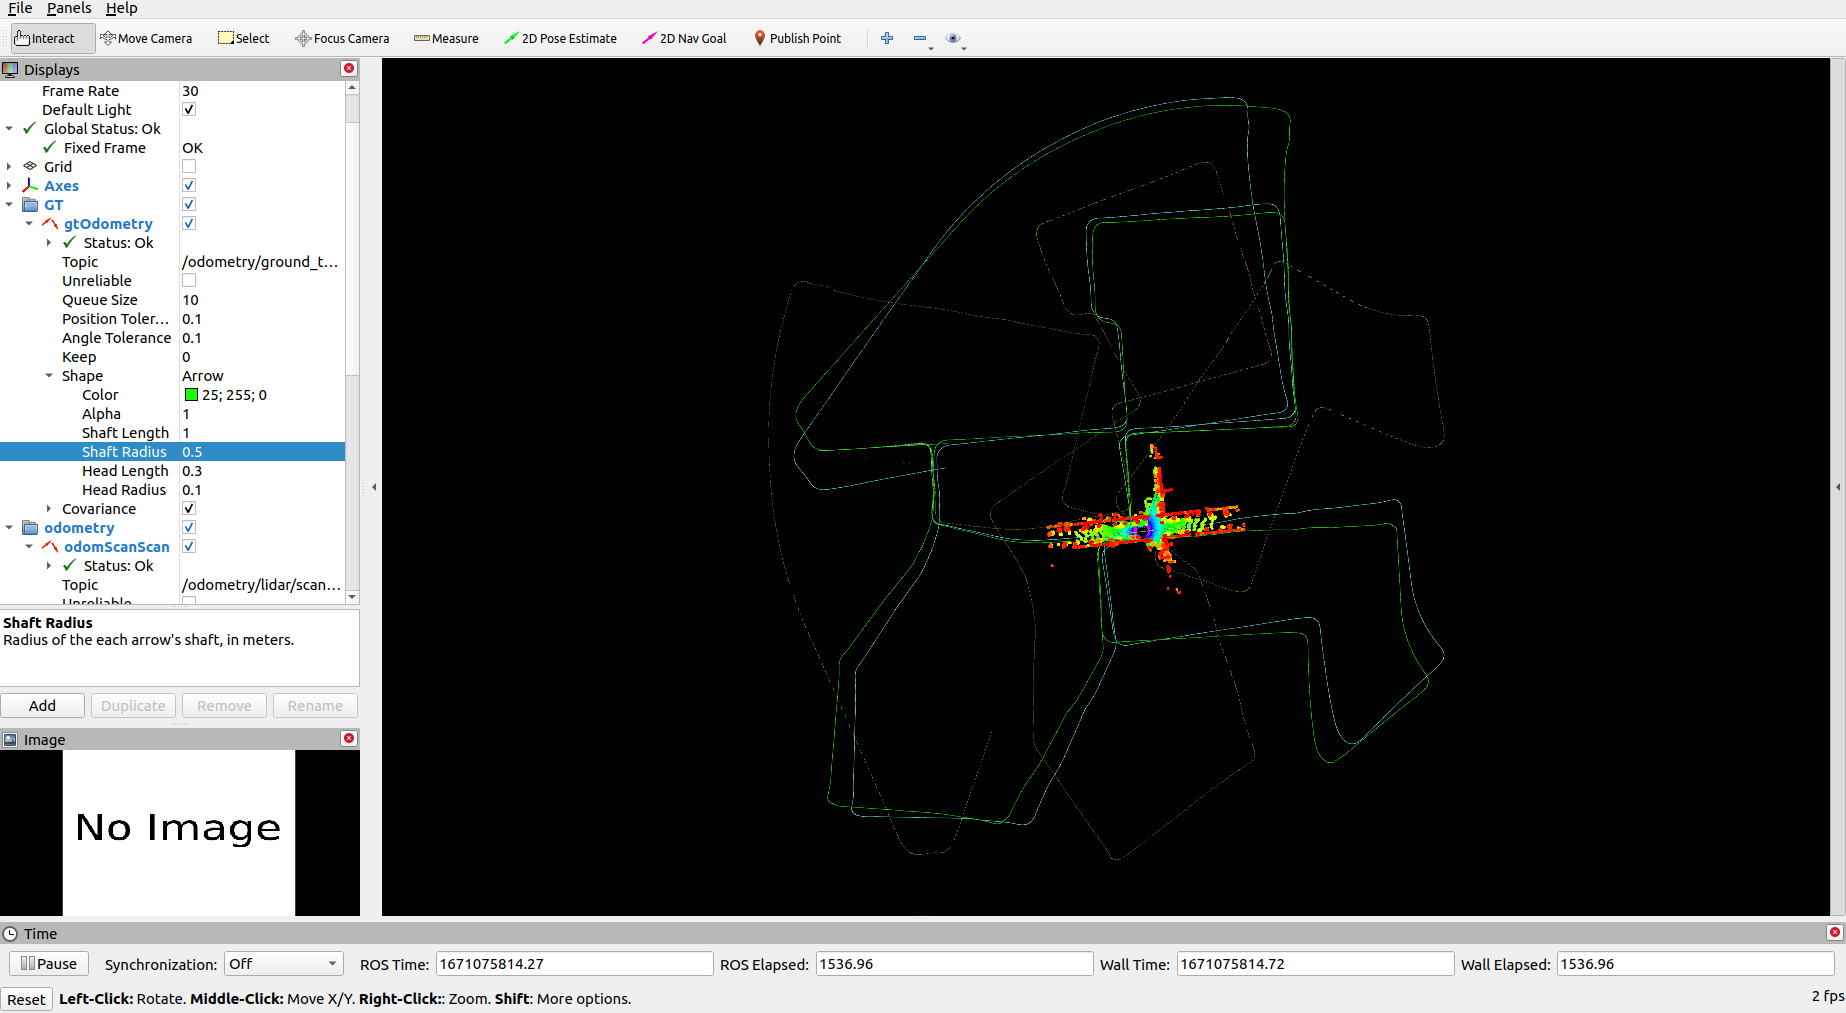 File Panels Help
Interact Move Camera Select Focus Camera Measure 2D Pose Estimate 2D Nav Goal Publish Point
Displays
Frame Rate 30
Default Light
Global Status: Ok
Fixed Frame OK
Grid
Axes
GT
gtOdometry
Status: Ok
Topic /odometry/ground_t...
Unreliable
Queue Size 10
Position Toler... 0.1
Angle Tolerance 0.1
Keep 0
Shape Arrow
Color 25; 255; 0
Alpha 1
Shaft Length 1
Shaft Radius 0.5
Head Length 0.3
Head Radius 0.1
Covariance
odometry
odomScanScan
Status: Ok
Topic /odometry/lidar/scan...
Unreliable
Shaft Radius
Radius of the each arrow's shaft, in meters.
Add Duplicate Remove Rename
Image
No Image
Time
Pause Synchronization: Off ROS Time: 1671075814.27 ROS Elapsed: 1536.96 Wall Time: 1671075814.72 Wall Elapsed: 1536.96
Reset Left-Click: Rotate. Middle-Click: Move X/Y. Right-Click:: Zoom. Shift: More options. 2 fps